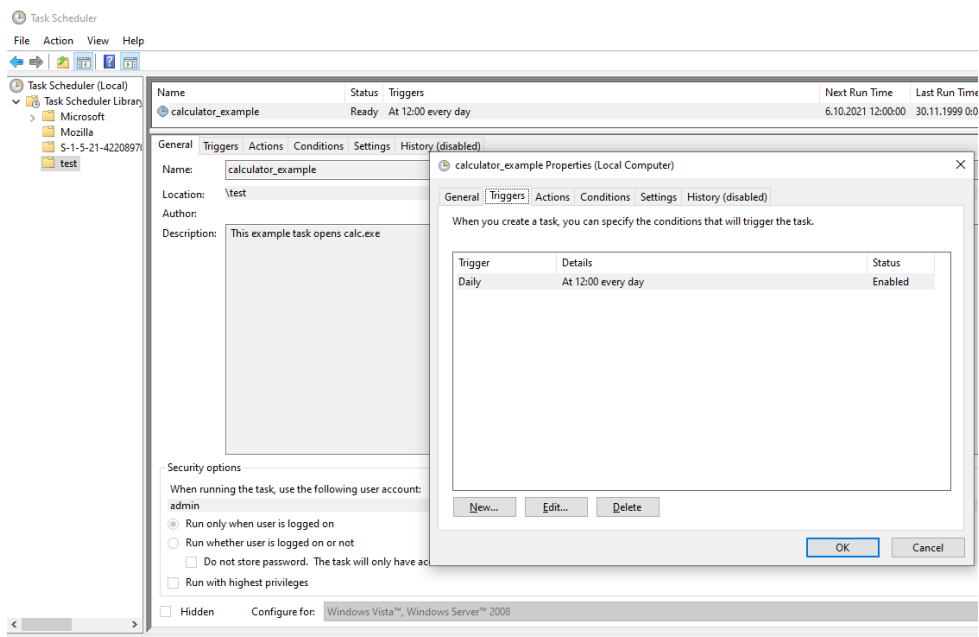 Task Scheduler
File Action View Help
Task Scheduler (Local)
Task Scheduler Library
Microsoft
Mozilla
S-1-5-21-42208970
test
Name Status Triggers Next Run Time Last Run Time
calculator_example Ready At 12:00 every day 6.10.2021 12:00:00 30.11.1999 0:0
General Triggers Actions Conditions Settings History (disabled)
Name: calculator_example
Location: \test
Author:
Description: This example task opens calc.exe
Security options
When running the task, use the following user account:
admin
Run only when user is logged on
Run whether user is logged on or not
Do not store password. The task will only have acc
Run with highest privileges
Hidden Configure for: Windows Vista™, Windows Server™ 2008
calculator_example Properties (Local Computer)
General Triggers Actions Conditions Settings History (disabled)
When you create a task, you can specify the conditions that will trigger the task.
Trigger Details Status
Daily At 12:00 every day Enabled
New... Edit... Delete
OK Cancel